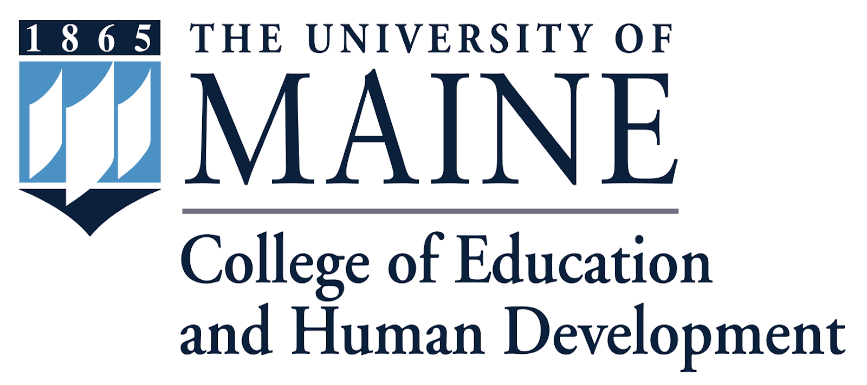 1865
THE UNIVERSITY OF
MAINE
College of Education
and Human Development